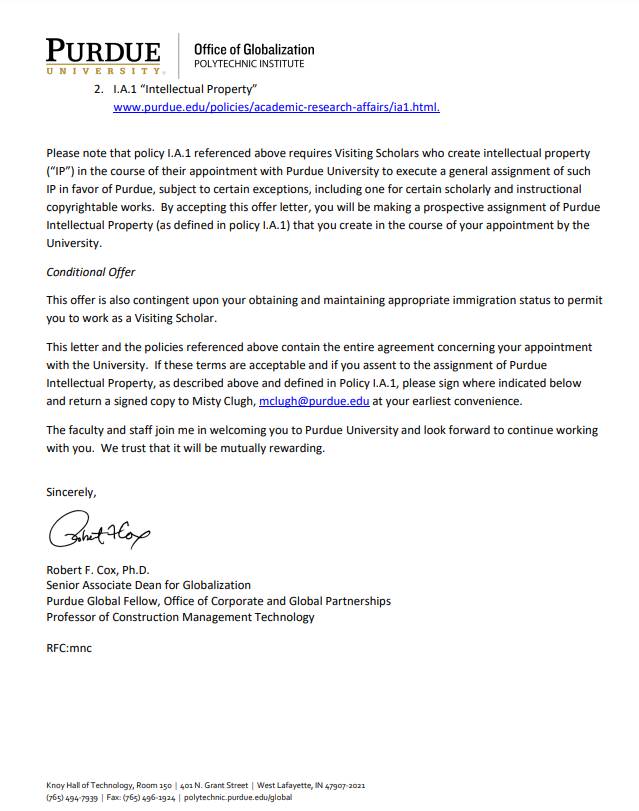 PURDUE
UNIVERSITY®
Office of Globalization
POLYTECHNIC INSTITUTE
2. I.A.1 “Intellectual Property”
www.purdue.edu/policies/academic-research-affairs/ia1.html.
Please note that policy I.A.1 referenced above requires Visiting Scholars who create intellectual property
(“IP”) in the course of their appointment with Purdue University to execute a general assignment of such
IP in favor of Purdue, subject to certain exceptions, including one for certain scholarly and instructional
copyrightable works. By accepting this offer letter, you will be making a prospective assignment of Purdue
Intellectual Property (as defined in policy I.A.1) that you create in the course of your appointment by the
University.
Conditional Offer
This offer is also contingent upon your obtaining and maintaining appropriate immigration status to permit
you to work as a Visiting Scholar.
This letter and the policies referenced above contain the entire agreement concerning your appointment
with the University. If these terms are acceptable and if you assent to the assignment of Purdue
Intellectual Property, as described above and defined in Policy I.A.1, please sign where indicated below
and return a signed copy to Misty Clugh, mclugh@purdue.edu at your earliest convenience.
The faculty and staff join me in welcoming you to Purdue University and look forward to continue working
with you. We trust that it will be mutually rewarding.
Sincerely,
Robert F Cox
Robert F. Cox, Ph.D.
Senior Associate Dean for Globalization
Purdue Global Fellow, Office of Corporate and Global Partnerships
Professor of Construction Management Technology
RFC:mnc
Knoy Hall of Technology, Room 150 | 401 N. Grant Street | West Lafayette, IN 47907-2021
(765) 494-7939 | Fax: (765) 496-1924 | polytechnic.purdue.edu/global